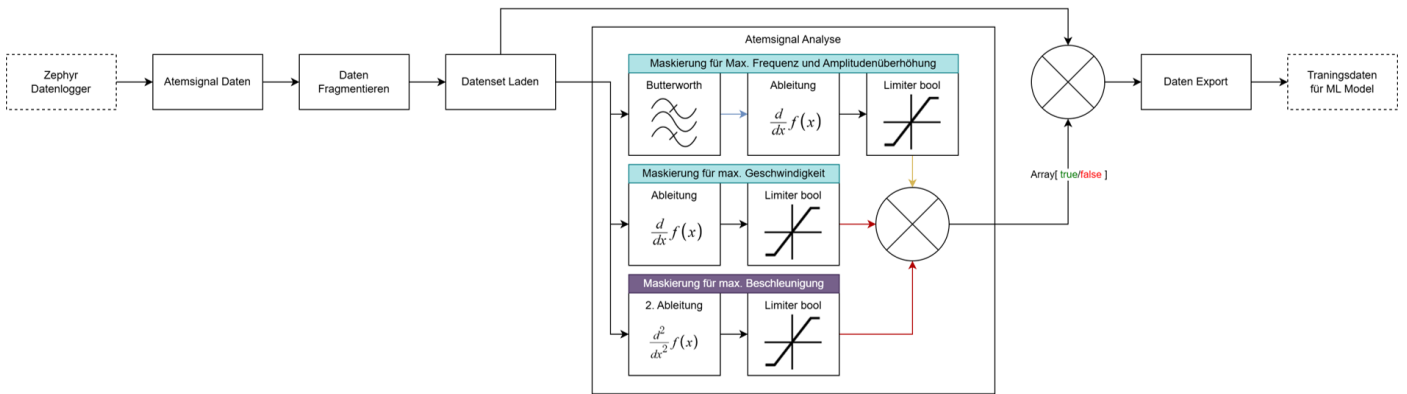 Zephyr
Datenlogger
Atemsignal Daten
Daten
Fragmentieren
Datenset Laden
Atemsignal Analyse
Maskierung für Max. Frequenz und Amplitudenüberhöhung
Butterworth
Ableitung
d/dx f(x)
Limiter bool
Maskierung für max. Geschwindigkeit
Ableitung
d/dx f(x)
Limiter bool
Maskierung für max. Beschleunigung
2. Ableitung
d²/dx² f(x)
Limiter bool
Array[ true/false ]
Daten Export
Traningsdaten
für ML Model